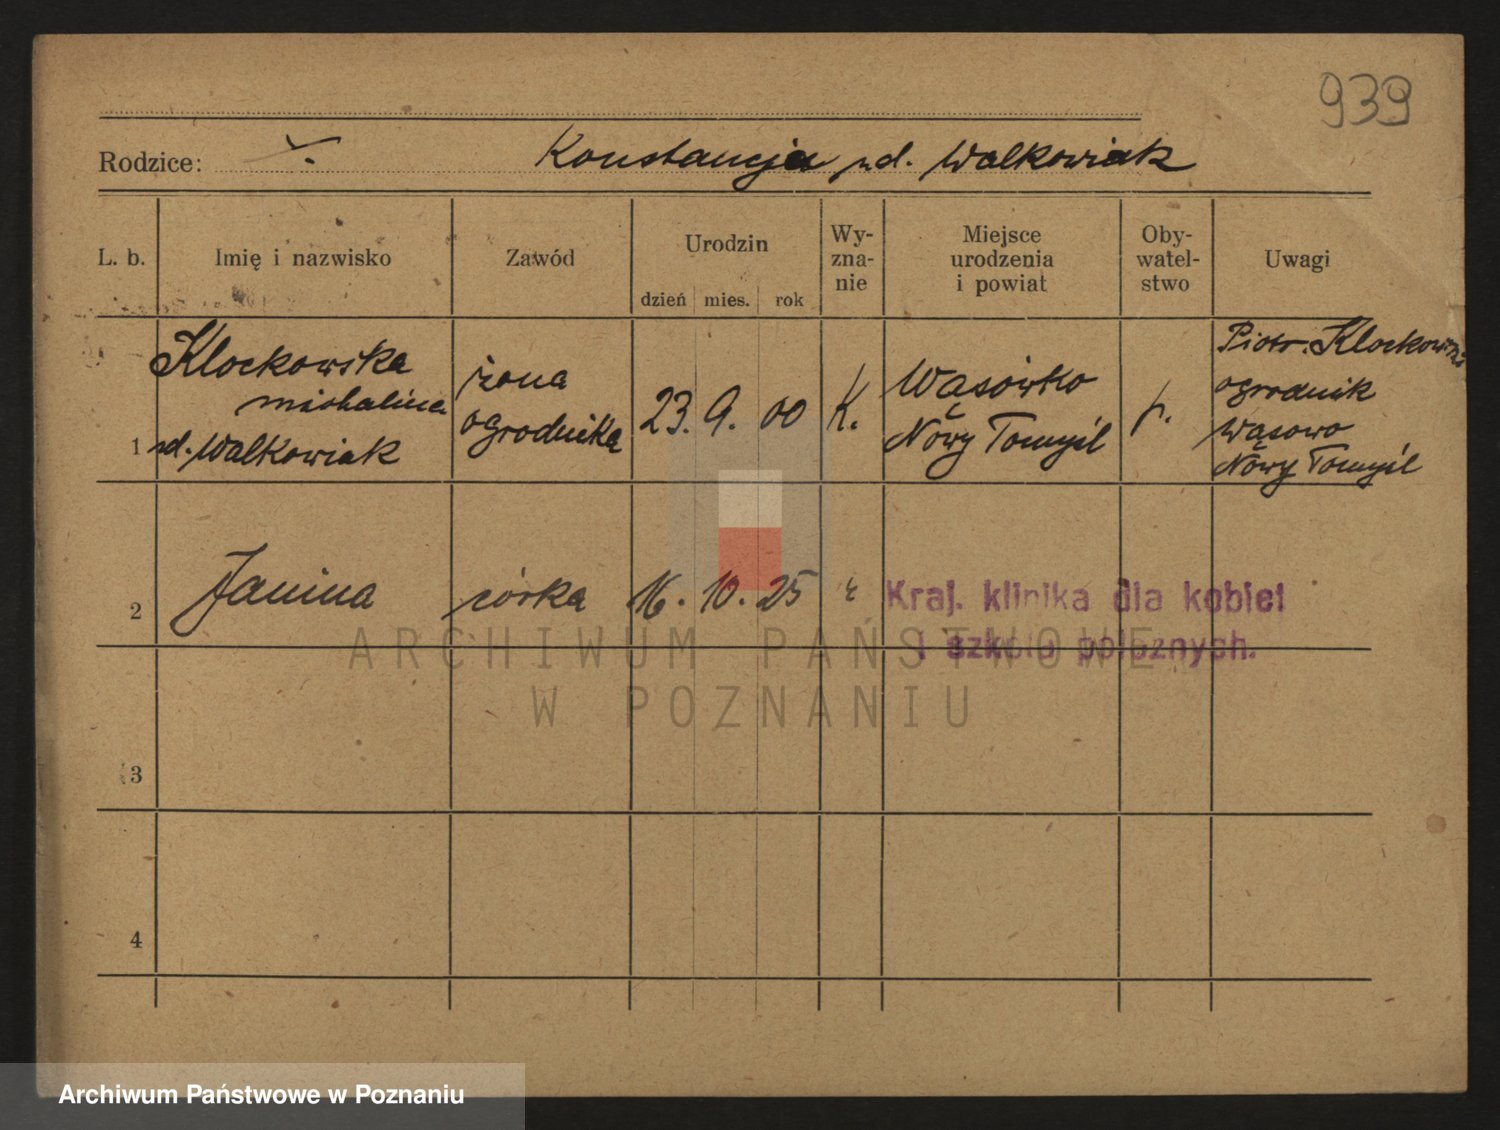 939
Rodzice: Konstancja zd. Walkowiak
L. b. Imię i nazwisko Zawód Urodzin dzień mies. rok Wy-zna-nie Miejsce urodzenia i powiat Oby-watel-stwo Uwagi
1 Klockowska Michalina zd. Walkowiak
żona ogrodnika
23. 9. 00
K.
Wąsówko
Nowy Tomyśl
p.
Piotr Klockowski
ogrodnik
Wąsowo
Nowy Tomyśl
2 Janina córka 16. 10. 25
Kraj. klinika dla kobiet
i szkoła położnych.
3
4
ARCHIWUM PAŃSTWOWE
W POZNANIU
Archiwum Państwowe w Poznaniu